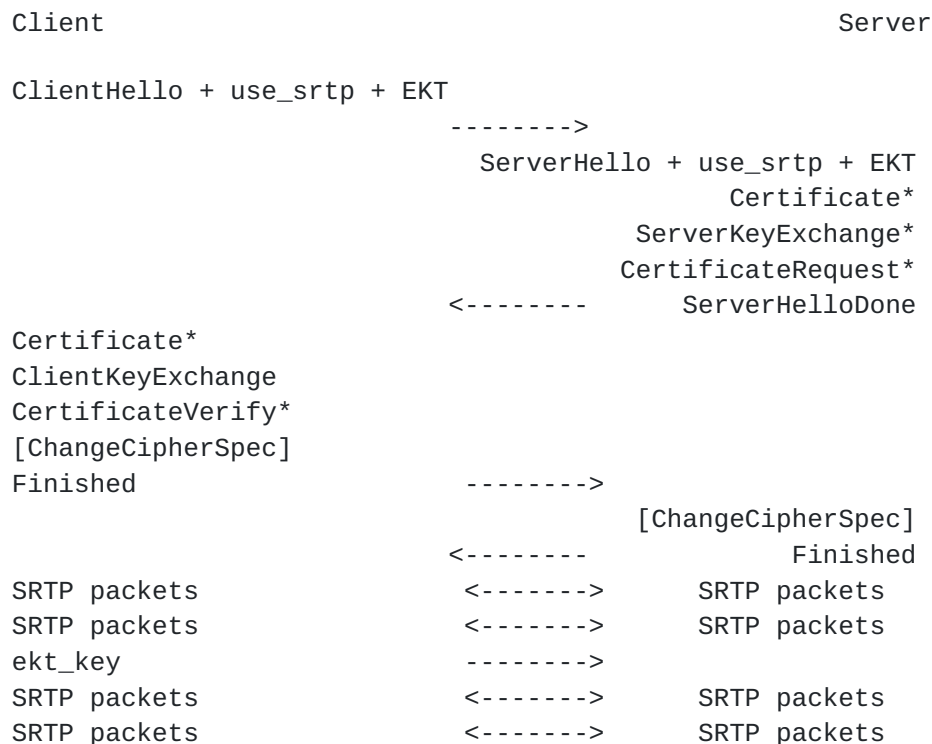 Client Server
ClientHello + use_srtp + EKT
-------->
ServerHello + use_srtp + EKT
Certificate*
ServerKeyExchange*
CertificateRequest*
<-------- ServerHelloDone
Certificate*
ClientKeyExchange
CertificateVerify*
[ChangeCipherSpec]
Finished -------->
[ChangeCipherSpec]
<-------- Finished
SRTP packets <-------> SRTP packets
SRTP packets <-------> SRTP packets
ekt_key -------->
SRTP packets <-------> SRTP packets
SRTP packets <-------> SRTP packets